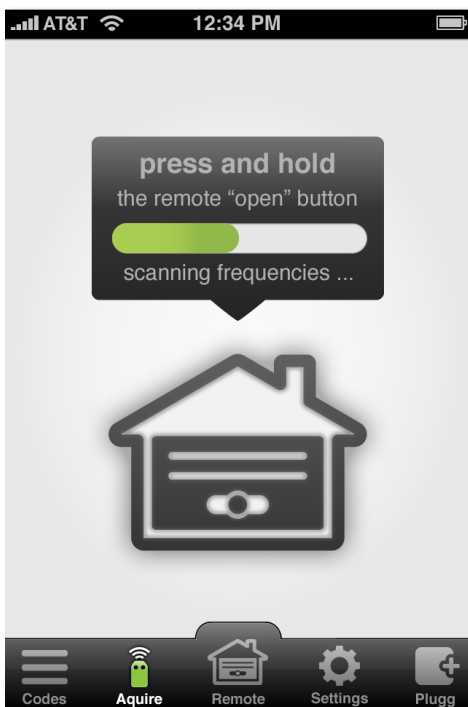 AT&T 12:34 PM
press and hold
the remote “open” button
scanning frequencies ...
Codes Aquire Remote Settings Plugg